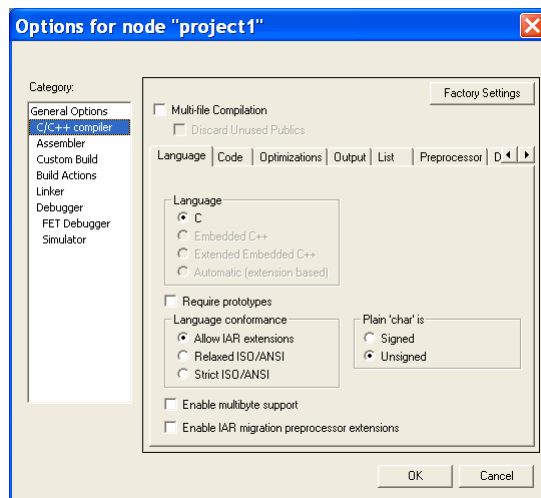 Options for node "project1"
Category:
General Options
C/C++ compiler
Assembler
Custom Build
Build Actions
Linker
Debugger
FET Debugger
Simulator
Factory Settings
Multi-file Compilation
Discard Unused Publics
Language Code Optimizations Output List Preprocessor D
Language
C
Embedded C++
Extended Embedded C++
Automatic (extension based)
Require prototypes
Language conformance
Allow IAR extensions
Relaxed ISO/ANSI
Strict ISO/ANSI
Plain 'char' is
Signed
Unsigned
Enable multibyte support
Enable IAR migration preprocessor extensions
OK Cancel